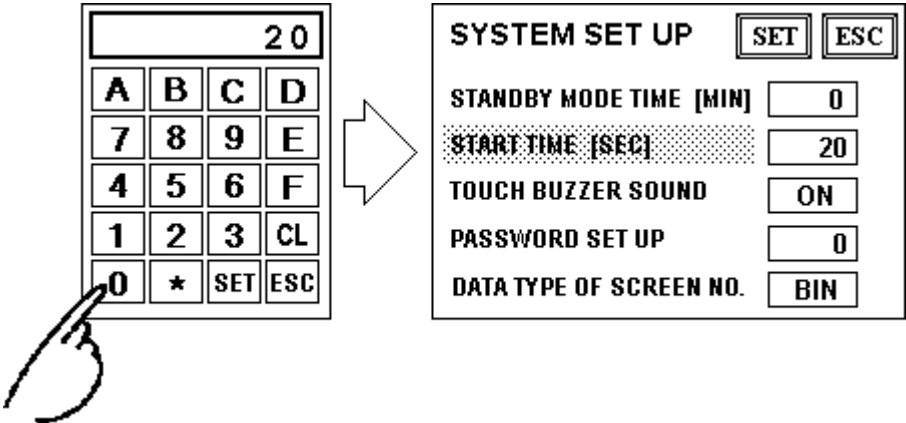 20
A B C D
7 8 9 E
4 5 6 F
1 2 3 CL
0 * SET ESC
SYSTEM SET UP SET ESC
STANDBY MODE TIME [MIN] 0
START TIME [SEC] 20
TOUCH BUZZER SOUND ON
PASSWORD SET UP 0
DATA TYPE OF SCREEN NO. BIN